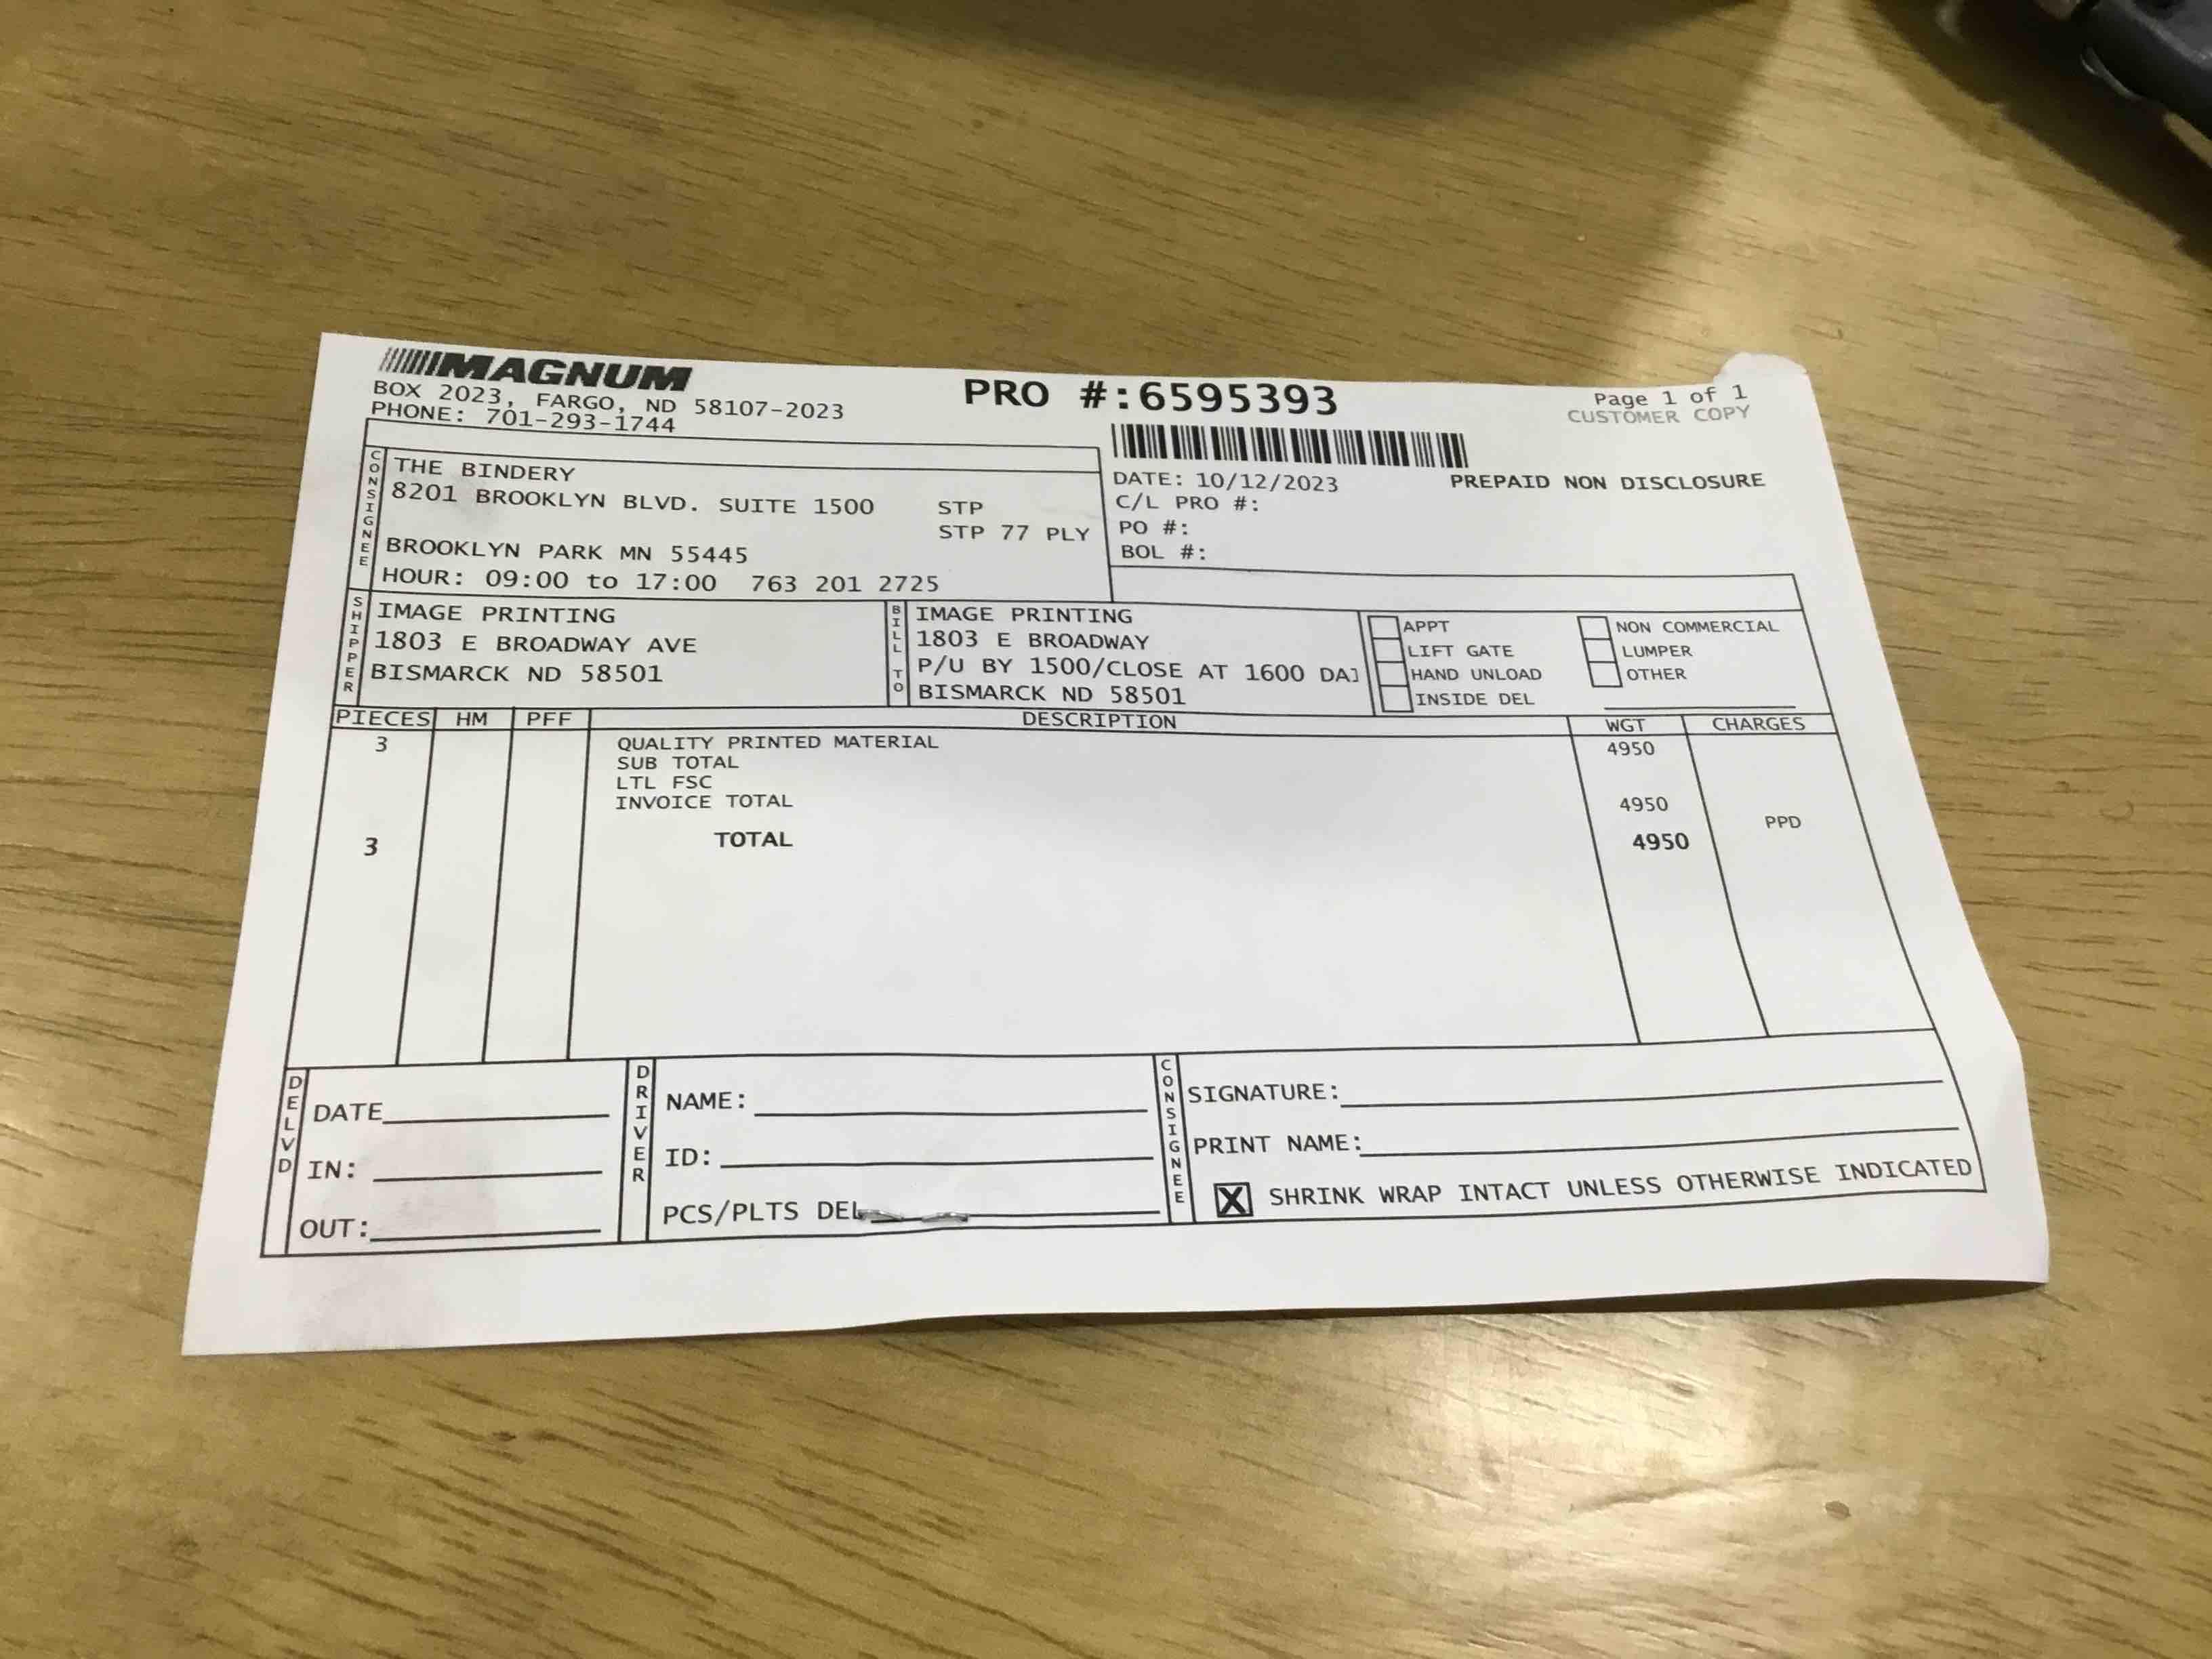 MAGNUM
BOX 2023, FARGO, ND 58107-2023
PHONE: 701-293-1744
PRO #:6595393
Page 1 of 1
CUSTOMER COPY
DATE: 10/12/2023 PREPAID NON DISCLOSURE
C/L PRO #:
PO #:
BOL #:
CONSIGNEE
THE BINDERY
8201 BROOKLYN BLVD. SUITE 1500 STP
STP 77 PLY
BROOKLYN PARK MN 55445
HOUR: 09:00 to 17:00 763 201 2725
SHIPPER
IMAGE PRINTING
1803 E BROADWAY AVE
BISMARCK ND 58501
BILL TO
IMAGE PRINTING
1803 E BROADWAY
P/U BY 1500/CLOSE AT 1600 DAI
BISMARCK ND 58501
APPT NON COMMERCIAL
LIFT GATE LUMPER
HAND UNLOAD OTHER
INSIDE DEL
PIECES HM PFF DESCRIPTION WGT CHARGES
3 QUALITY PRINTED MATERIAL 4950
SUB TOTAL
LTL FSC
INVOICE TOTAL 4950
PPD
3 TOTAL 4950
DELVD
DATE
IN:
OUT:
DRIVER
NAME:
ID:
PCS/PLTS DEL
CONSIGNEE
SIGNATURE:
PRINT NAME:
X SHRINK WRAP INTACT UNLESS OTHERWISE INDICATED